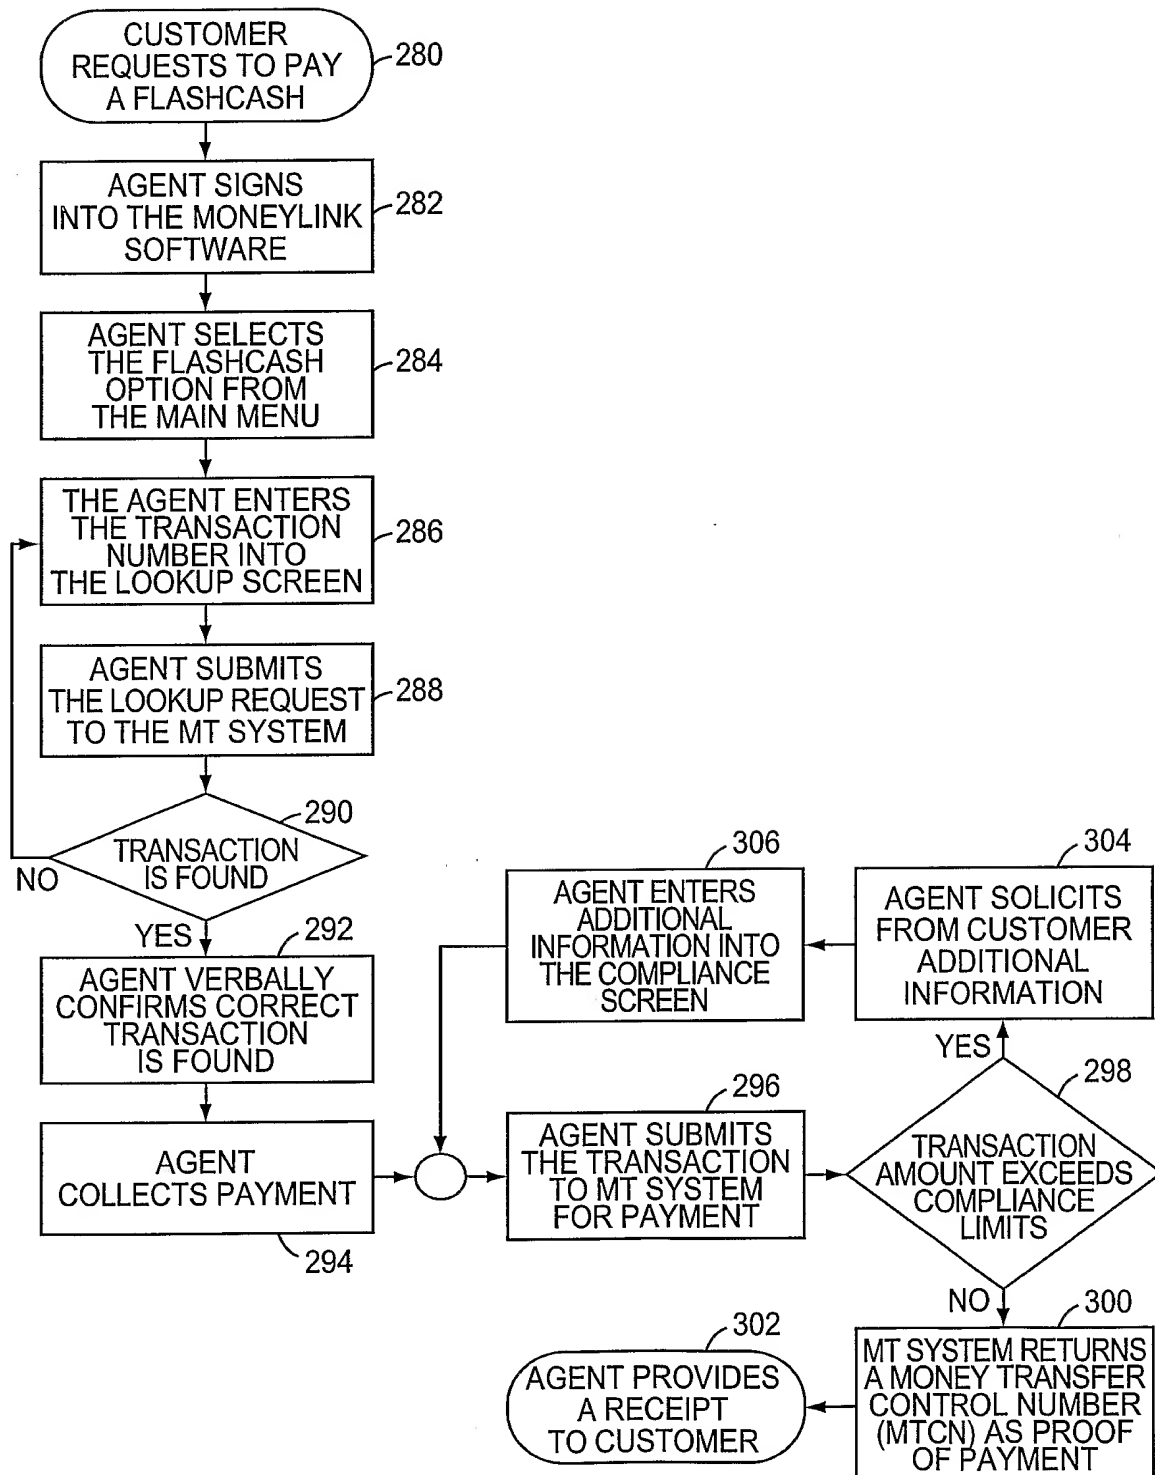 CUSTOMER
REQUESTS TO PAY
A FLASHCASH
280
AGENT SIGNS
INTO THE MONEYLINK
SOFTWARE
282
AGENT SELECTS
THE FLASHCASH
OPTION FROM
THE MAIN MENU
284
THE AGENT ENTERS
THE TRANSACTION
NUMBER INTO
THE LOOKUP SCREEN
286
AGENT SUBMITS
THE LOOKUP REQUEST
TO THE MT SYSTEM
288
290
TRANSACTION
IS FOUND
NO
YES
292
AGENT VERBALLY
CONFIRMS CORRECT
TRANSACTION
IS FOUND
AGENT
COLLECTS PAYMENT
294
306
AGENT ENTERS
ADDITIONAL
INFORMATION INTO
THE COMPLIANCE
SCREEN
304
AGENT SOLICITS
FROM CUSTOMER
ADDITIONAL
INFORMATION
296
AGENT SUBMITS
THE TRANSACTION
TO MT SYSTEM
FOR PAYMENT
YES
298
TRANSACTION
AMOUNT EXCEEDS
COMPLIANCE
LIMITS
NO
300
MT SYSTEM RETURNS
A MONEY TRANSFER
CONTROL NUMBER
(MTCN) AS PROOF
OF PAYMENT
302
AGENT PROVIDES
A RECEIPT
TO CUSTOMER